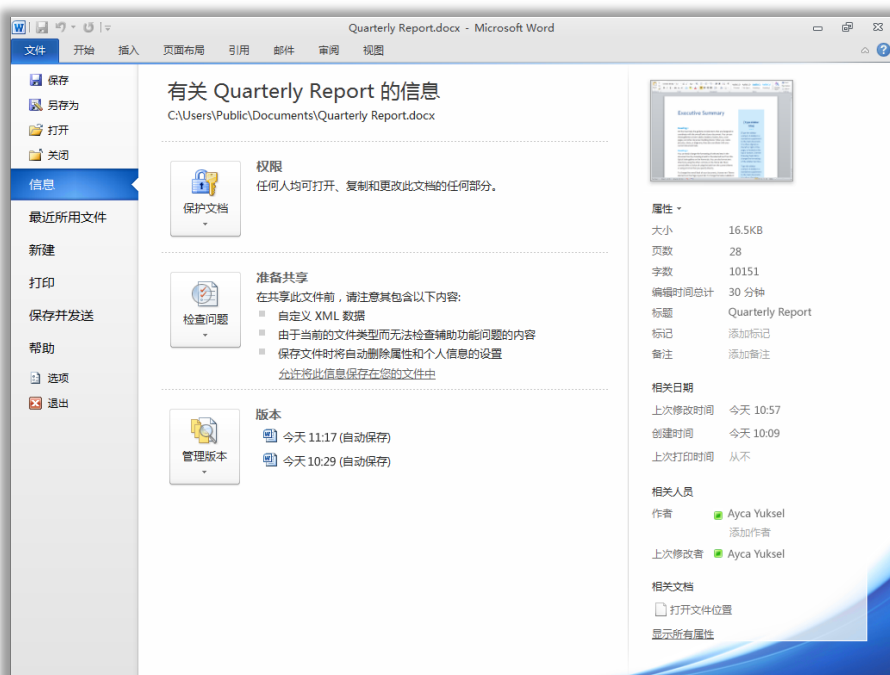 Quarterly Report.docx - Microsoft Word
文件 开始 插入 页面布局 引用 邮件 审阅 视图
保存
另存为
打开
关闭
信息
最近所用文件
新建
打印
保存并发送
帮助
选项
退出
有关 Quarterly Report 的信息
C:\Users\Public\Documents\Quarterly Report.docx
保护文档
权限
任何人均可打开、复制和更改此文档的任何部分。
检查问题
准备共享
在共享此文件前，请注意其包含以下内容:
自定义 XML 数据
由于当前的文件类型而无法检查辅助功能问题的内容
保存文件时将自动删除属性和个人信息的设置
允许将此信息保存在您的文件中
管理版本
版本
今天 11:17 (自动保存)
今天 10:29 (自动保存)
Executive Summary
属性
大小 16.5KB
页数 28
字数 10151
编辑时间总计 30 分钟
标题 Quarterly Report
标记 添加标记
备注 添加备注
相关日期
上次修改时间 今天 10:57
创建时间 今天 10:09
上次打印时间 从不
相关人员
作者 Ayca Yuksel
添加作者
上次修改者 Ayca Yuksel
相关文档
打开文件位置
显示所有属性